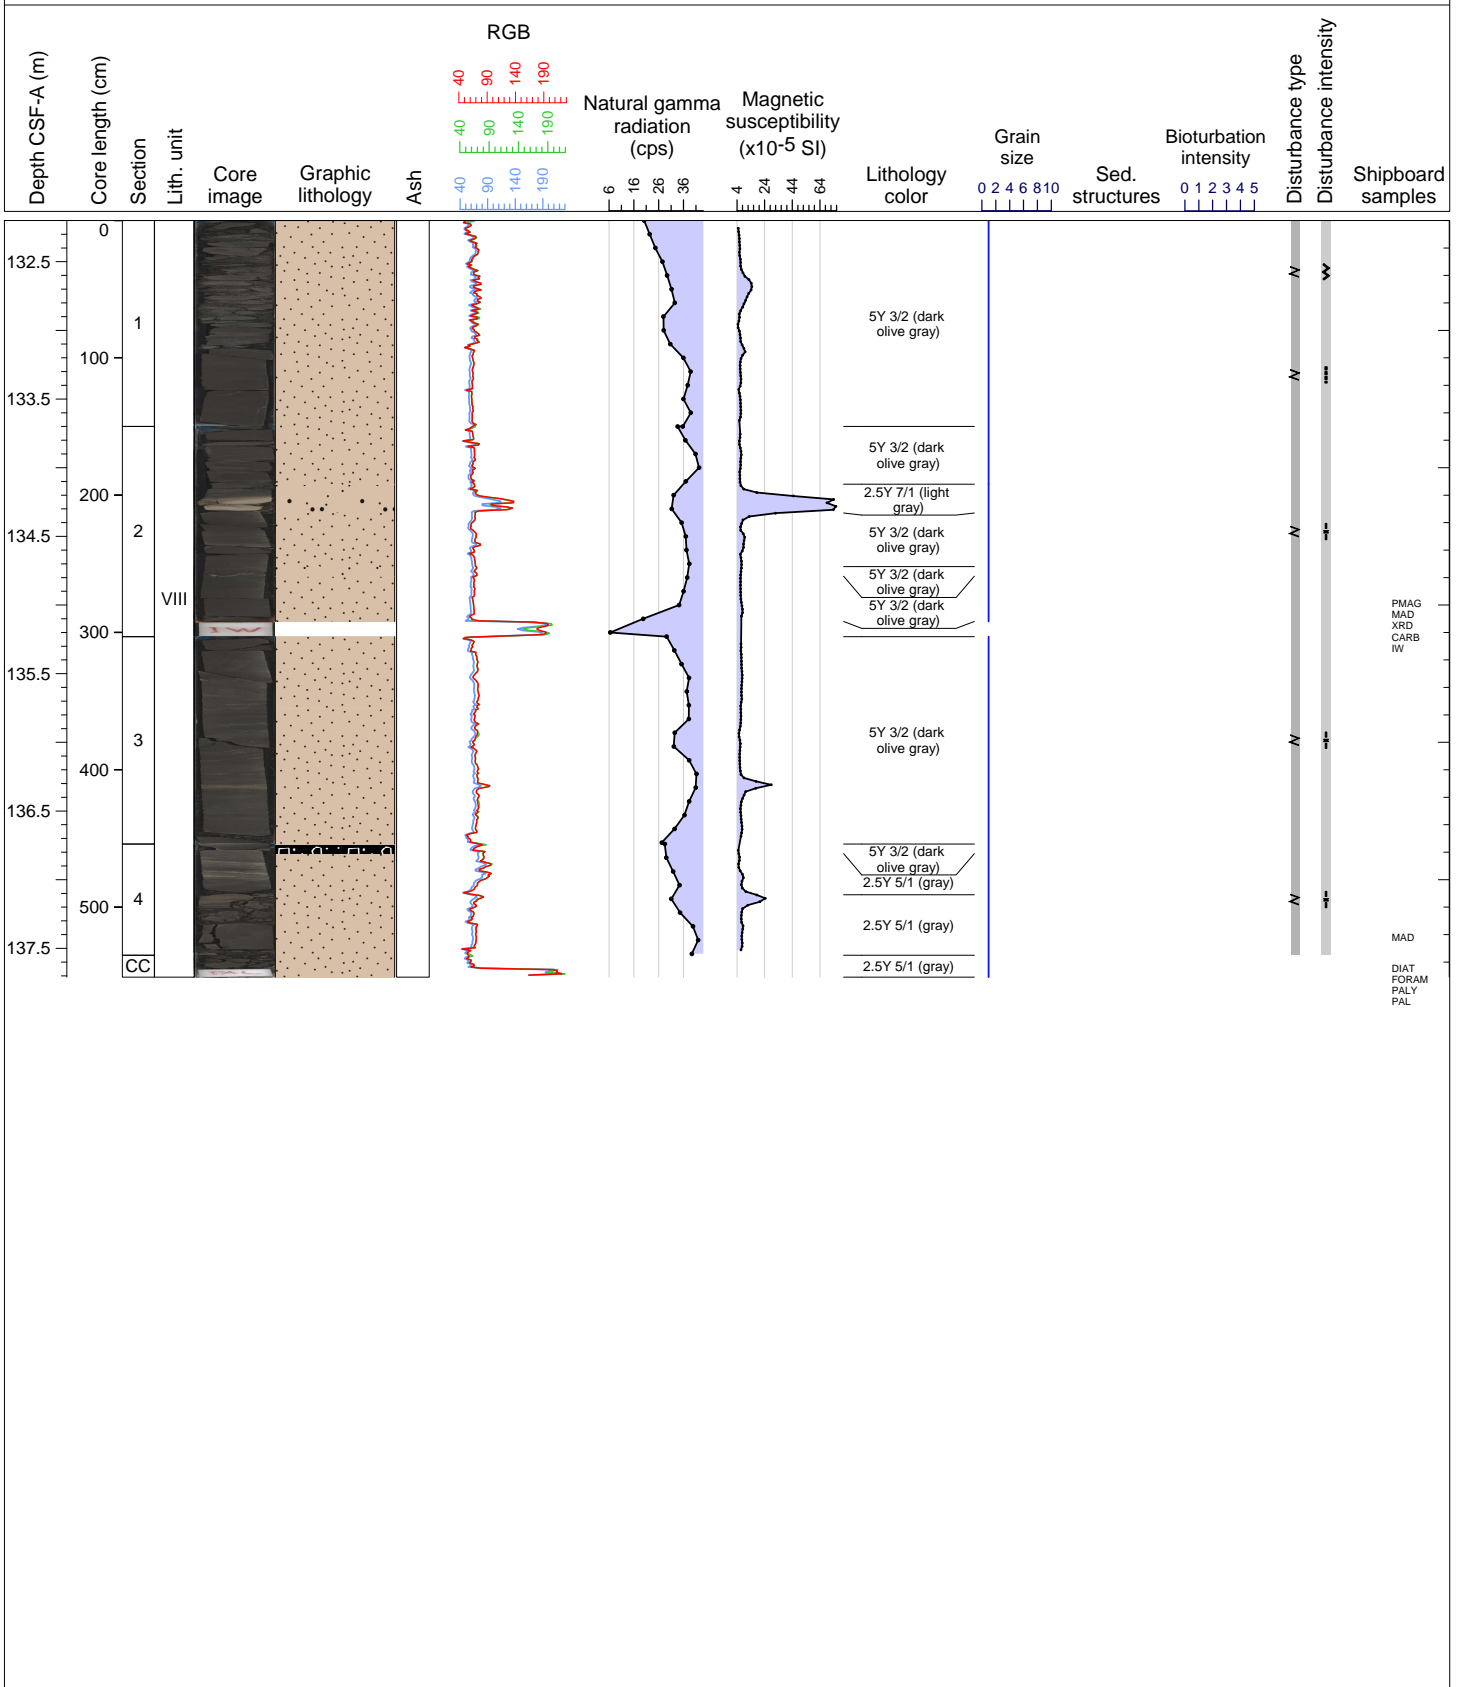 RGB
Depth CSF-A (m)
Core length (cm)
Section
Lith. unit
Core
image
Graphic
lithology
Ash
40 90 140 190
40 90 140 190
40 90 140 190
Natural gamma
radiation
(cps)
6 16 26 36
Magnetic
susceptibility
(x10-5 SI)
4 24 44 64
Lithology
color
Grain
size
0 2 4 6 8 10
Sed.
structures
Bioturbation
intensity
0 1 2 3 4 5
Disturbance type
Disturbance intensity
Shipboard
samples
0
132.5
1
5Y 3/2 (dark
olive gray)
100
133.5
5Y 3/2 (dark
olive gray)
200
2.5Y 7/1 (light
gray)
134.5
2
5Y 3/2 (dark
olive gray)
5Y 3/2 (dark
olive gray)
VIII
5Y 3/2 (dark
olive gray)
PMAG
MAD
XRD
CARB
IW
300
IW
135.5
3
5Y 3/2 (dark
olive gray)
400
136.5
5Y 3/2 (dark
olive gray)
2.5Y 5/1 (gray)
4
500
2.5Y 5/1 (gray)
137.5
MAD
CC
2.5Y 5/1 (gray)
PAL
DIAT
FORAM
PALY
PAL